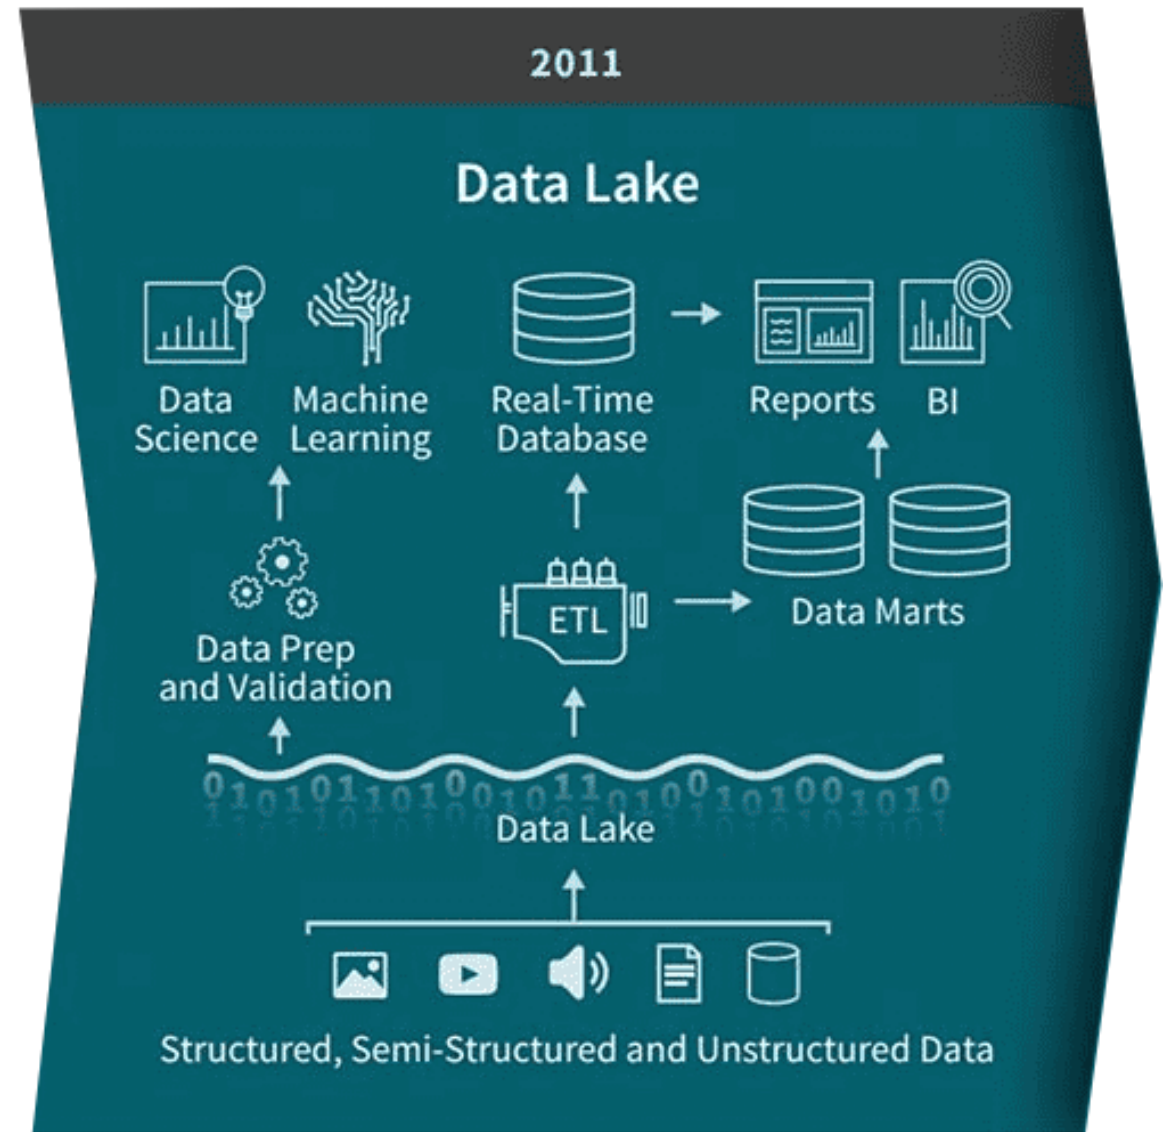 2011
Data Lake
Data
Science
Machine
Learning
Real-Time
Database
Reports
BI
ETL
Data Marts
Data Prep
and Validation
0101011010010110100101001010
Data Lake
Structured, Semi-Structured and Unstructured Data